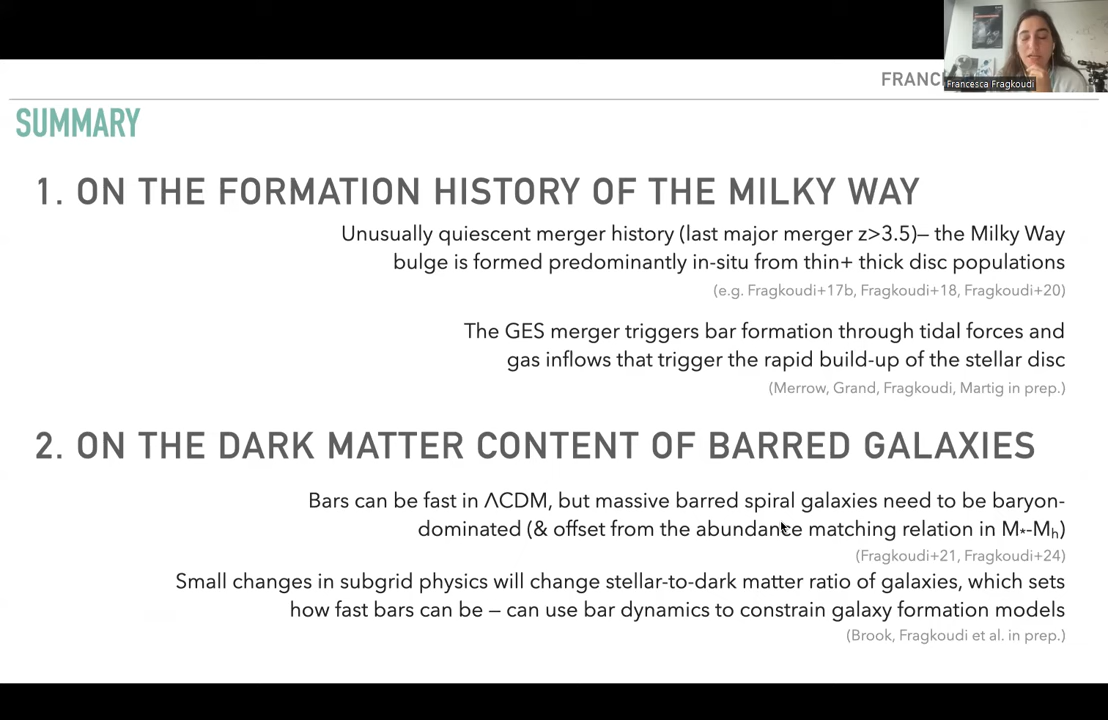 FRANC
Francesca Fragkoudi
SUMMARY
1. ON THE FORMATION HISTORY OF THE MILKY WAY
Unusually quiescent merger history (last major merger z>3.5)– the Milky Way
bulge is formed predominantly in-situ from thin+ thick disc populations
(e.g. Fragkoudi+17b, Fragkoudi+18, Fragkoudi+20)
The GES merger triggers bar formation through tidal forces and
gas inflows that trigger the rapid build-up of the stellar disc
(Merrow, Grand, Fragkoudi, Martig in prep.)
2. ON THE DARK MATTER CONTENT OF BARRED GALAXIES
Bars can be fast in ΛCDM, but massive barred spiral galaxies need to be baryon-
dominated (& offset from the abundance matching relation in M*-Mh)
(Fragkoudi+21, Fragkoudi+24)
Small changes in subgrid physics will change stellar-to-dark matter ratio of galaxies, which sets
how fast bars can be – can use bar dynamics to constrain galaxy formation models
(Brook, Fragkoudi et al. in prep.)